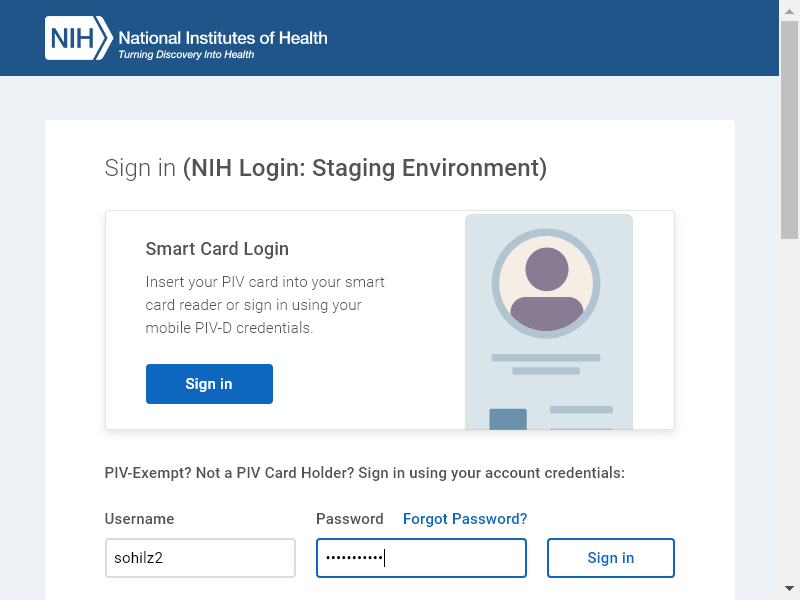 NIH National Institutes of Health
Turning Discovery Into Health
Sign in (NIH Login: Staging Environment)
Smart Card Login
Insert your PIV card into your smart
card reader or sign in using your
mobile PIV-D credentials.
Sign in
PIV-Exempt? Not a PIV Card Holder? Sign in using your account credentials:
Username Password Forgot Password?
sohilz2 ••••••••••• Sign in